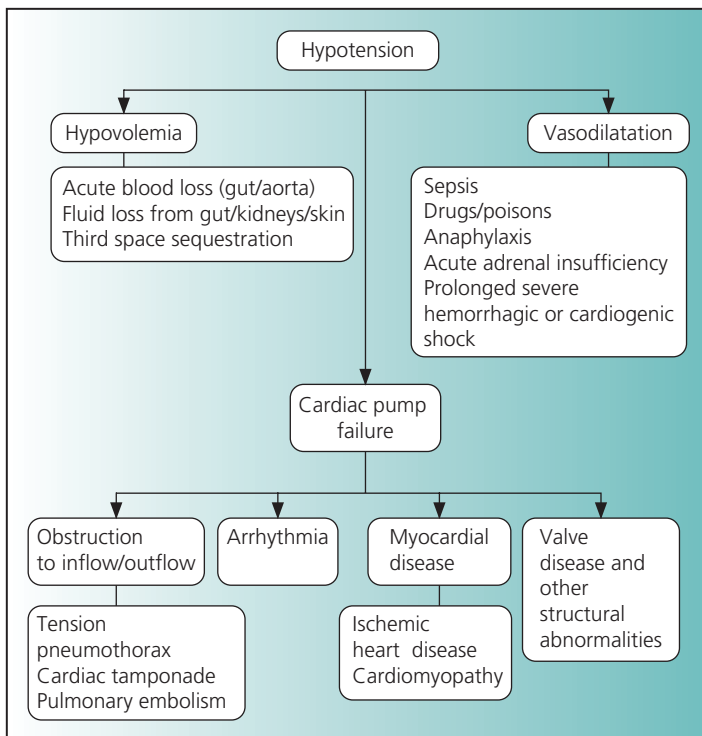 Hypotension
Hypovolemia
Vasodilatation
Acute blood loss (gut/aorta)
Fluid loss from gut/kidneys/skin
Third space sequestration
Sepsis
Drugs/poisons
Anaphylaxis
Acute adrenal insufficiency
Prolonged severe
hemorrhagic or cardiogenic
shock
Cardiac pump
failure
Obstruction
to inflow/outflow
Arrhythmia
Myocardial
disease
Valve
disease and
other
structural
abnormalities
Tension
pneumothorax
Cardiac tamponade
Pulmonary embolism
Ischemic
heart disease
Cardiomyopathy